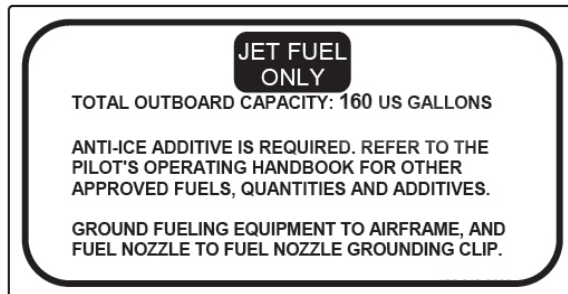 JET FUEL
ONLY
TOTAL OUTBOARD CAPACITY: 160 US GALLONS
ANTI-ICE ADDITIVE IS REQUIRED. REFER TO THE
PILOT'S OPERATING HANDBOOK FOR OTHER
APPROVED FUELS, QUANTITIES AND ADDITIVES.
GROUND FUELING EQUIPMENT TO AIRFRAME, AND
FUEL NOZZLE TO FUEL NOZZLE GROUNDING CLIP.